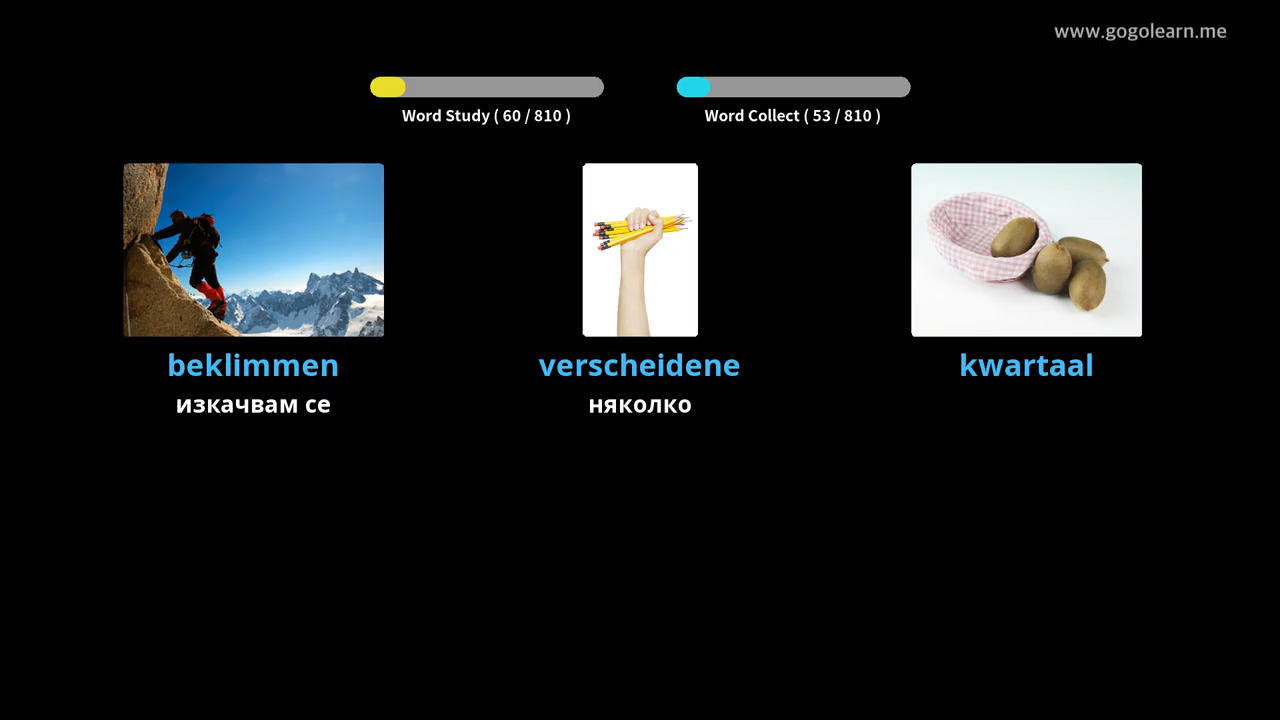 www.gogolearn.me
Word Study ( 60 / 810 )
Word Collect ( 53 / 810 )
beklimmen
изкачвам се
verscheidene
няколко
kwartaal